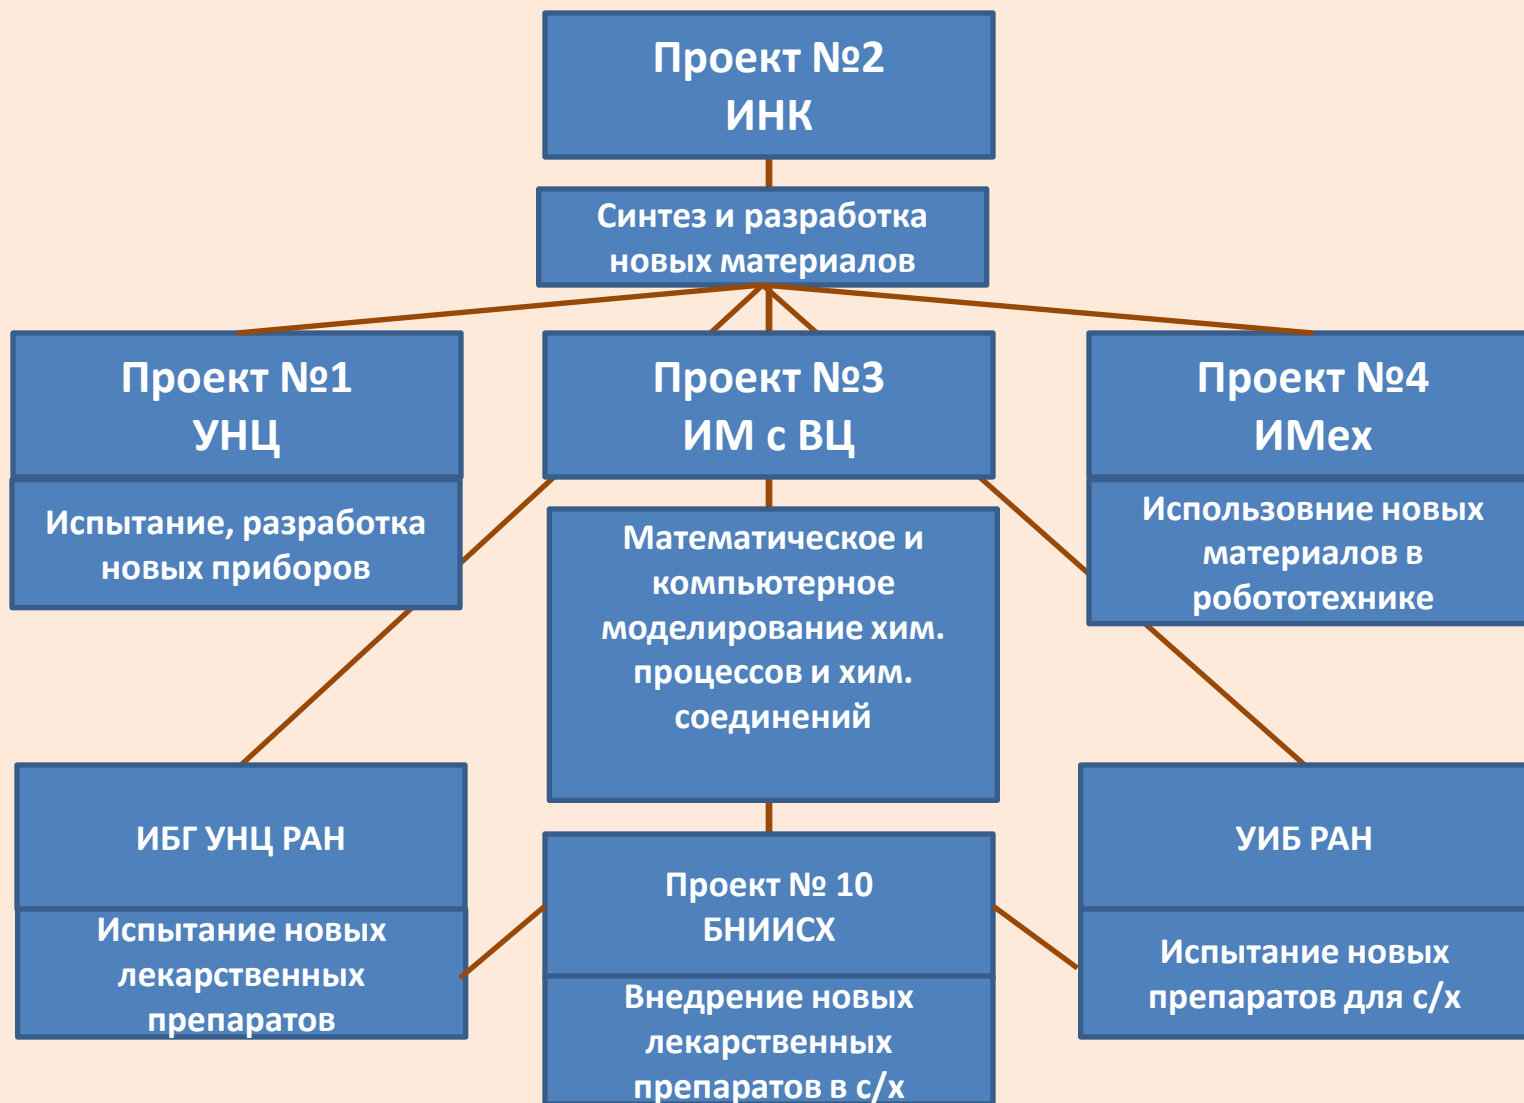 Проект №2
ИНК
Синтез и разработка
новых материалов
Проект №1
УНЦ
Испытание, разработка
новых приборов
Проект №3
ИМ с ВЦ
Математическое и
компьютерное
моделирование хим.
процессов и хим.
соединений
Проект №4
ИМех
Использовние новых
материалов в
робототехнике
ИБГ УНЦ РАН
Испытание новых
лекарственных
препаратов
Проект № 10
БНИИСХ
Внедрение новых
лекарственных
препаратов в с/х
УИБ РАН
Испытание новых
препаратов для с/х